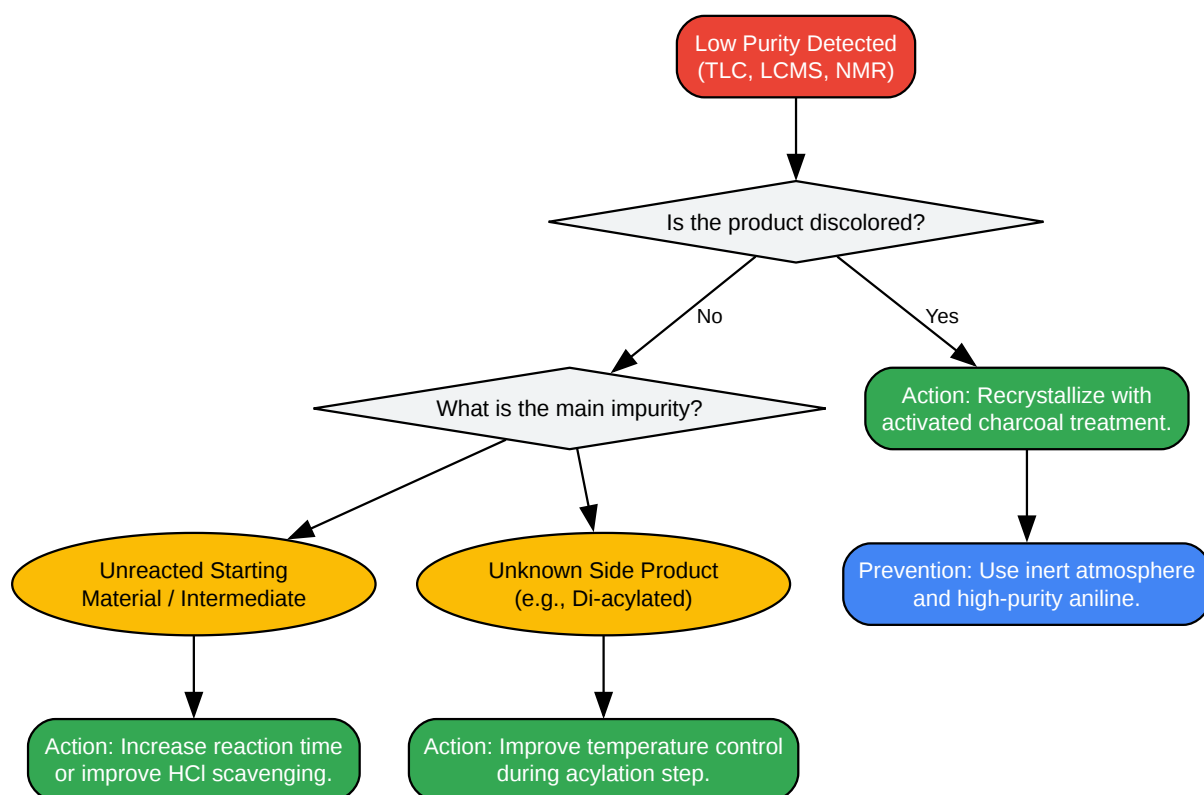 Low Purity Detected
(TLC, LCMS, NMR)
Is the product discolored?
No
Yes
What is the main impurity?
Action: Recrystallize with
activated charcoal treatment.
Unreacted Starting
Material / Intermediate
Unknown Side Product
(e.g., Di-acylated)
Prevention: Use inert atmosphere
and high-purity aniline.
Action: Increase reaction time
or improve HCl scavenging.
Action: Improve temperature control
during acylation step.